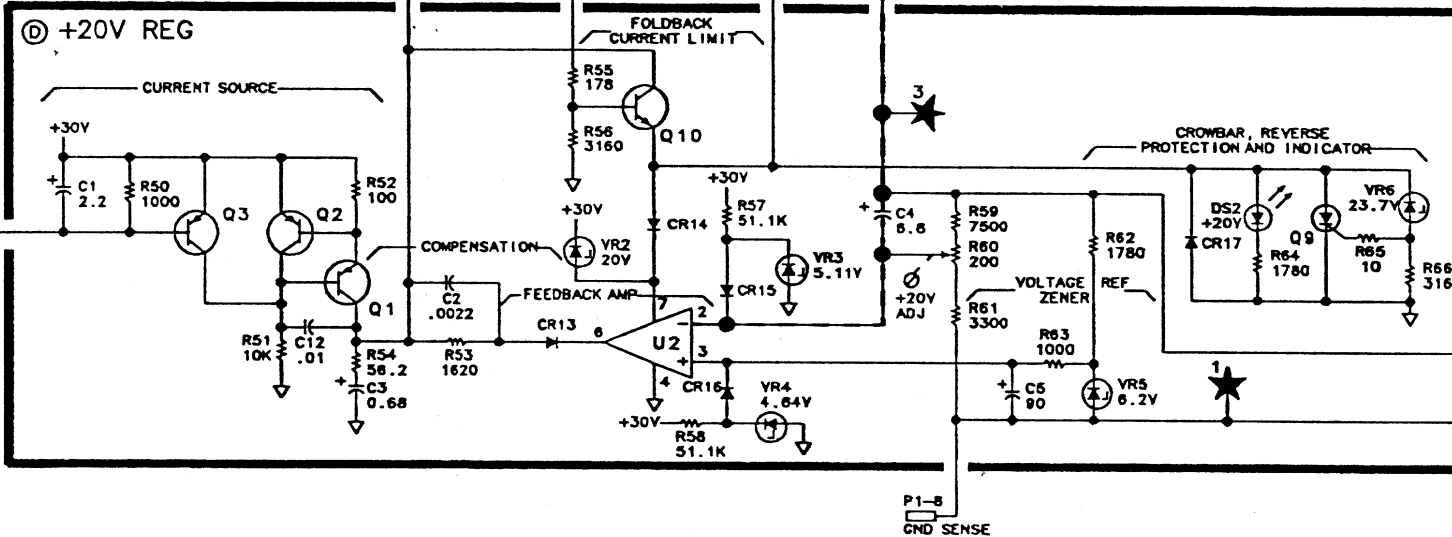 D +20V REG
CURRENT SOURCE
FOLDBACK
CURRENT LIMIT
CROWBAR, REVERSE
PROTECTION AND INDICATOR
COMPENSATION
FEEDBACK AMP
VOLTAGE REF
ZENER
+30V
C1
2.2
+
R50
1000
Q3
Q2
R52
100
Q1
R51
10K
C12
.01
R54
56.2
+
C3
0.68
C2
.0022
R53
1620
CR13
6
R55
178
R56
3160
Q10
+30V
VR2
20V
CR14
7
U2
-
2
+
3
4
+30V
R57
51.1K
CR15
VR3
5.11V
CR16
VR4
4.64V
+30V
R58
51.1K
3
+
C4
6.8
R59
7500
R60
200
Ø
+20V
ADJ
R61
3300
R62
1780
R63
1000
+
C5
90
VR5
6.2V
1
CR17
DS2
+20V
R64
1780
Q9
R65
10
VR6
23.7V
R66
316
P1-8
GND SENSE